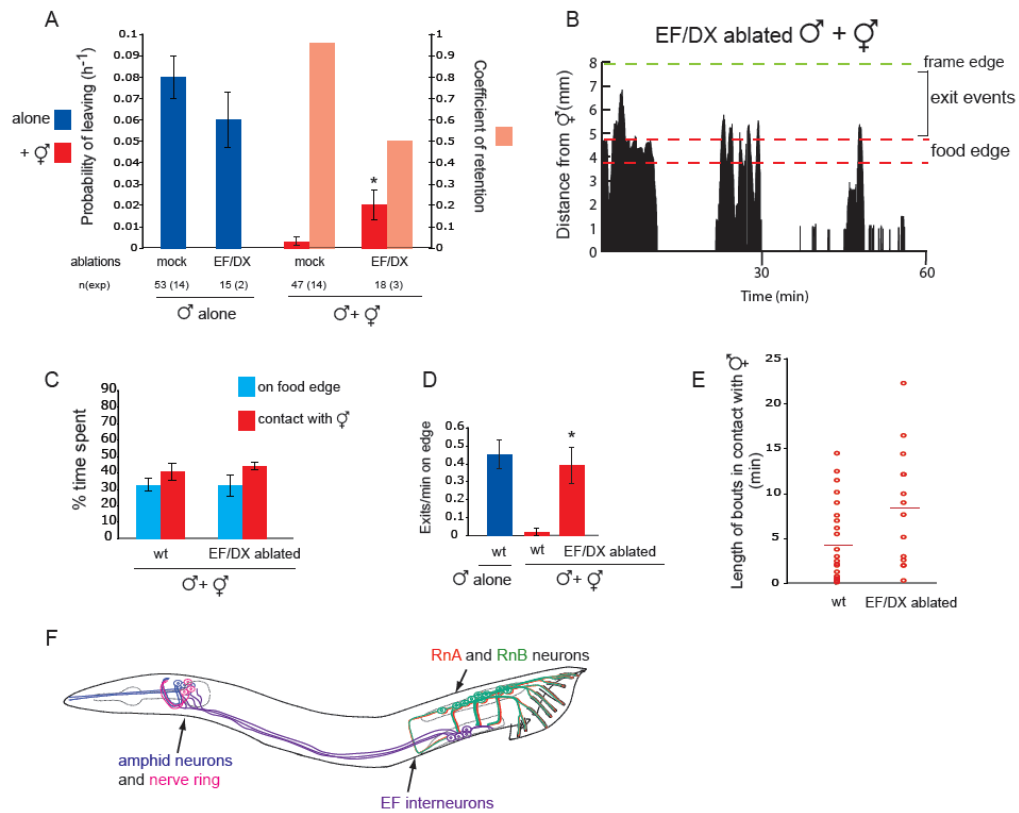 A
Probability of leaving (h⁻¹)
0.1
0.09
0.08
0.07
0.06
0.05
0.04
0.03
0.02
0.01
0
1
0.9
0.8
0.7
0.6
0.5
0.4
0.3
0.2
0.1
0
Coefficient of retention
alone
+ ⚥
*
ablations
mock
EF/DX
mock
EF/DX
n(exp)
53 (14)
15 (2)
47 (14)
18 (3)
♂ alone
♂+ ⚥
B
EF/DX ablated ♂ + ⚥
Distance from ⚥(mm)
8
7
6
5
4
3
2
1
0
frame edge
exit events
food edge
30
60
Time (min)
C
on food edge
contact with ⚥
% time spent
90
80
70
60
50
40
30
20
10
0
wt
EF/DX ablated
♂+ ⚥
D
Exits/min on edge
0.6
0.5
0.4
0.3
0.2
0.1
0
*
wt
wt
EF/DX ablated
♂ alone
♂+ ⚥
E
Length of bouts in contact with ⚥
(min)
25
20
15
10
5
0
wt
EF/DX ablated
F
RnA and RnB neurons
amphid neurons
and nerve ring
EF interneurons